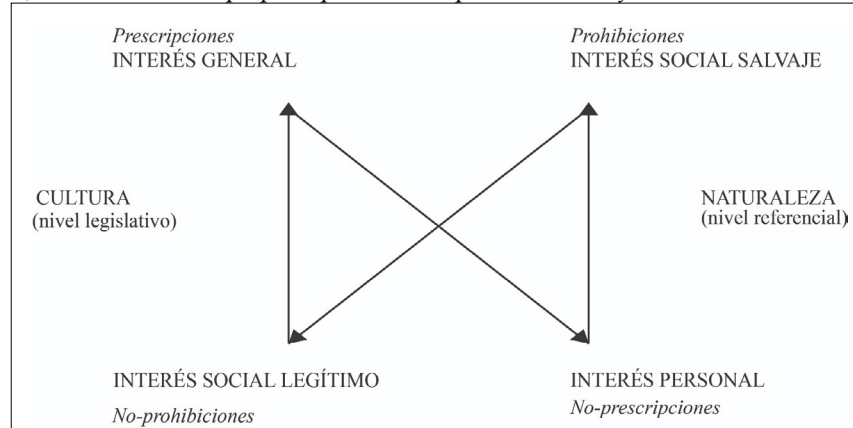 Prescripciones
INTERÉS GENERAL
Prohibiciones
INTERÉS SOCIAL SALVAJE
CULTURA
(nivel legislativo)
NATURALEZA
(nivel referencial)
INTERÉS SOCIAL LEGÍTIMO
No-prohibiciones
INTERÉS PERSONAL
No-prescripciones